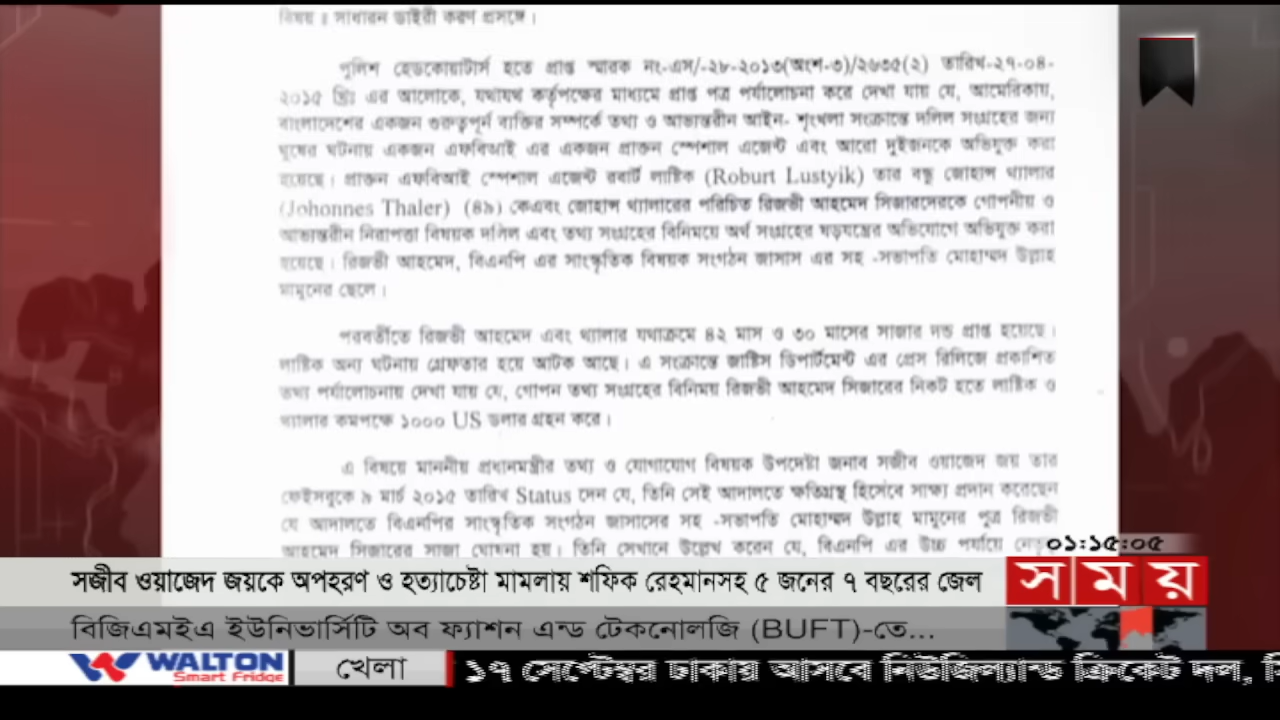 বিষয় ॥ সাধারন ডাইরী করণ প্রসঙ্গে।
পুলিশ হেডকোয়ার্টার্স হতে প্রাপ্ত স্মারক নং-এস/-২৮-২০১৩(অংশ-৩)/২৬৩৫(২) তারিখ-২৭-০৪-
২০১৫ খ্রিঃ এর আলোকে, যথাযথ কর্তৃপক্ষের মাধ্যমে প্রাপ্ত পত্র পর্যালোচনা করে দেখা যায় যে, আমেরিকায়,
বাংলাদেশের একজন গুরুত্বপূর্ন ব্যক্তির সম্পর্কে তথ্য ও আভ্যন্তরীন আইন- শৃংখলা সংক্রান্তে দলিল সংগ্রহের জন্য
ঘুষের ঘটনায় একজন এফবিআই এর একজন প্রাক্তন স্পেশাল এজেন্ট এবং আরো দুইজনকে অভিযুক্ত করা
হয়েছে। প্রাক্তন এফবিআই স্পেশাল এজেন্ট রবার্ট লাষ্টিক (Roburt Lustyik) তার বন্ধু জোহান্স থ্যালার
(Johonnes Thaler) (৪৯) কেএবং জোহান্স থ্যালারের পরিচিত রিজভী আহমেদ সিজারদেরকে গোপনীয় ও
আভ্যন্তরীন নিরাপত্তা বিষয়ক দলিল এবং তথ্য সংগ্রহের বিনিময়ে অর্থ সংগ্রহের ষড়যন্ত্রের অভিযোগে অভিযুক্ত করা
হয়েছে। রিজভী আহমেদ, বিএনপি এর সাংস্কৃতিক বিষয়ক সংগঠন জাসাস এর সহ -সভাপতি মোহাম্মদ উল্লাহ
মামুনের ছেলে।
পরবর্তীতে রিজভী আহমেদ এবং থ্যালার যথাক্রমে ৪২ মাস ও ৩০ মাসের সাজার দন্ড প্রাপ্ত হয়েছে।
লাষ্টিক অন্য ঘটনায় গ্রেফতার হয়ে আটক আছে। এ সংক্রান্তে জাষ্টিস ডিপার্টমেন্ট এর প্রেস রিলিজে প্রকাশিত
তথ্য পর্যালোচনায় দেখা যায় যে, গোপন তথ্য সংগ্রহের বিনিময় রিজভী আহমেদ সিজারের নিকট হতে লাষ্টিক ও
থ্যালার কমপক্ষে ১০০০ US ডলার গ্রহন করে।
এ বিষয়ে মাননীয় প্রধানমন্ত্রীর তথ্য ও যোগাযোগ বিষয়ক উপদেষ্টা জনাব সজীব ওয়াজেদ জয় তার
ফেইসবুকে ৯ মার্চ ২০১৫ তারিখ Status দেন যে, তিনি সেই আদালতে ক্ষতিগ্রস্থ হিসেবে সাক্ষ্য প্রদান করেছেন
যে আদালতে বিএনপির সাংস্কৃতিক সংগঠন জাসাসের সহ -সভাপতি মোহাম্মদ উল্লাহ মামুনের পুত্র রিজভী
আহমেদ সিজারের সাজা ঘোষনা হয়। তিনি সেখানে উল্লেখ করেন যে, বিএনপি এর উচ্চ পর্যায়ে
০১:১৫:০৫
সজীব ওয়াজেদ জয়কে অপহরণ ও হত্যাচেষ্টা মামলায় শফিক রেহমানসহ ৫ জনের ৭ বছরের জেল
সময়
বিজিএমইএ ইউনিভার্সিটি অব ফ্যাশন এন্ড টেকনোলজি (BUFT)-তে...
WALTON
Smart Fridge
খেলা
১৭ সেপ্টেম্বর ঢাকায় আসবে নিউজিল্যান্ড ক্রিকেট দল,